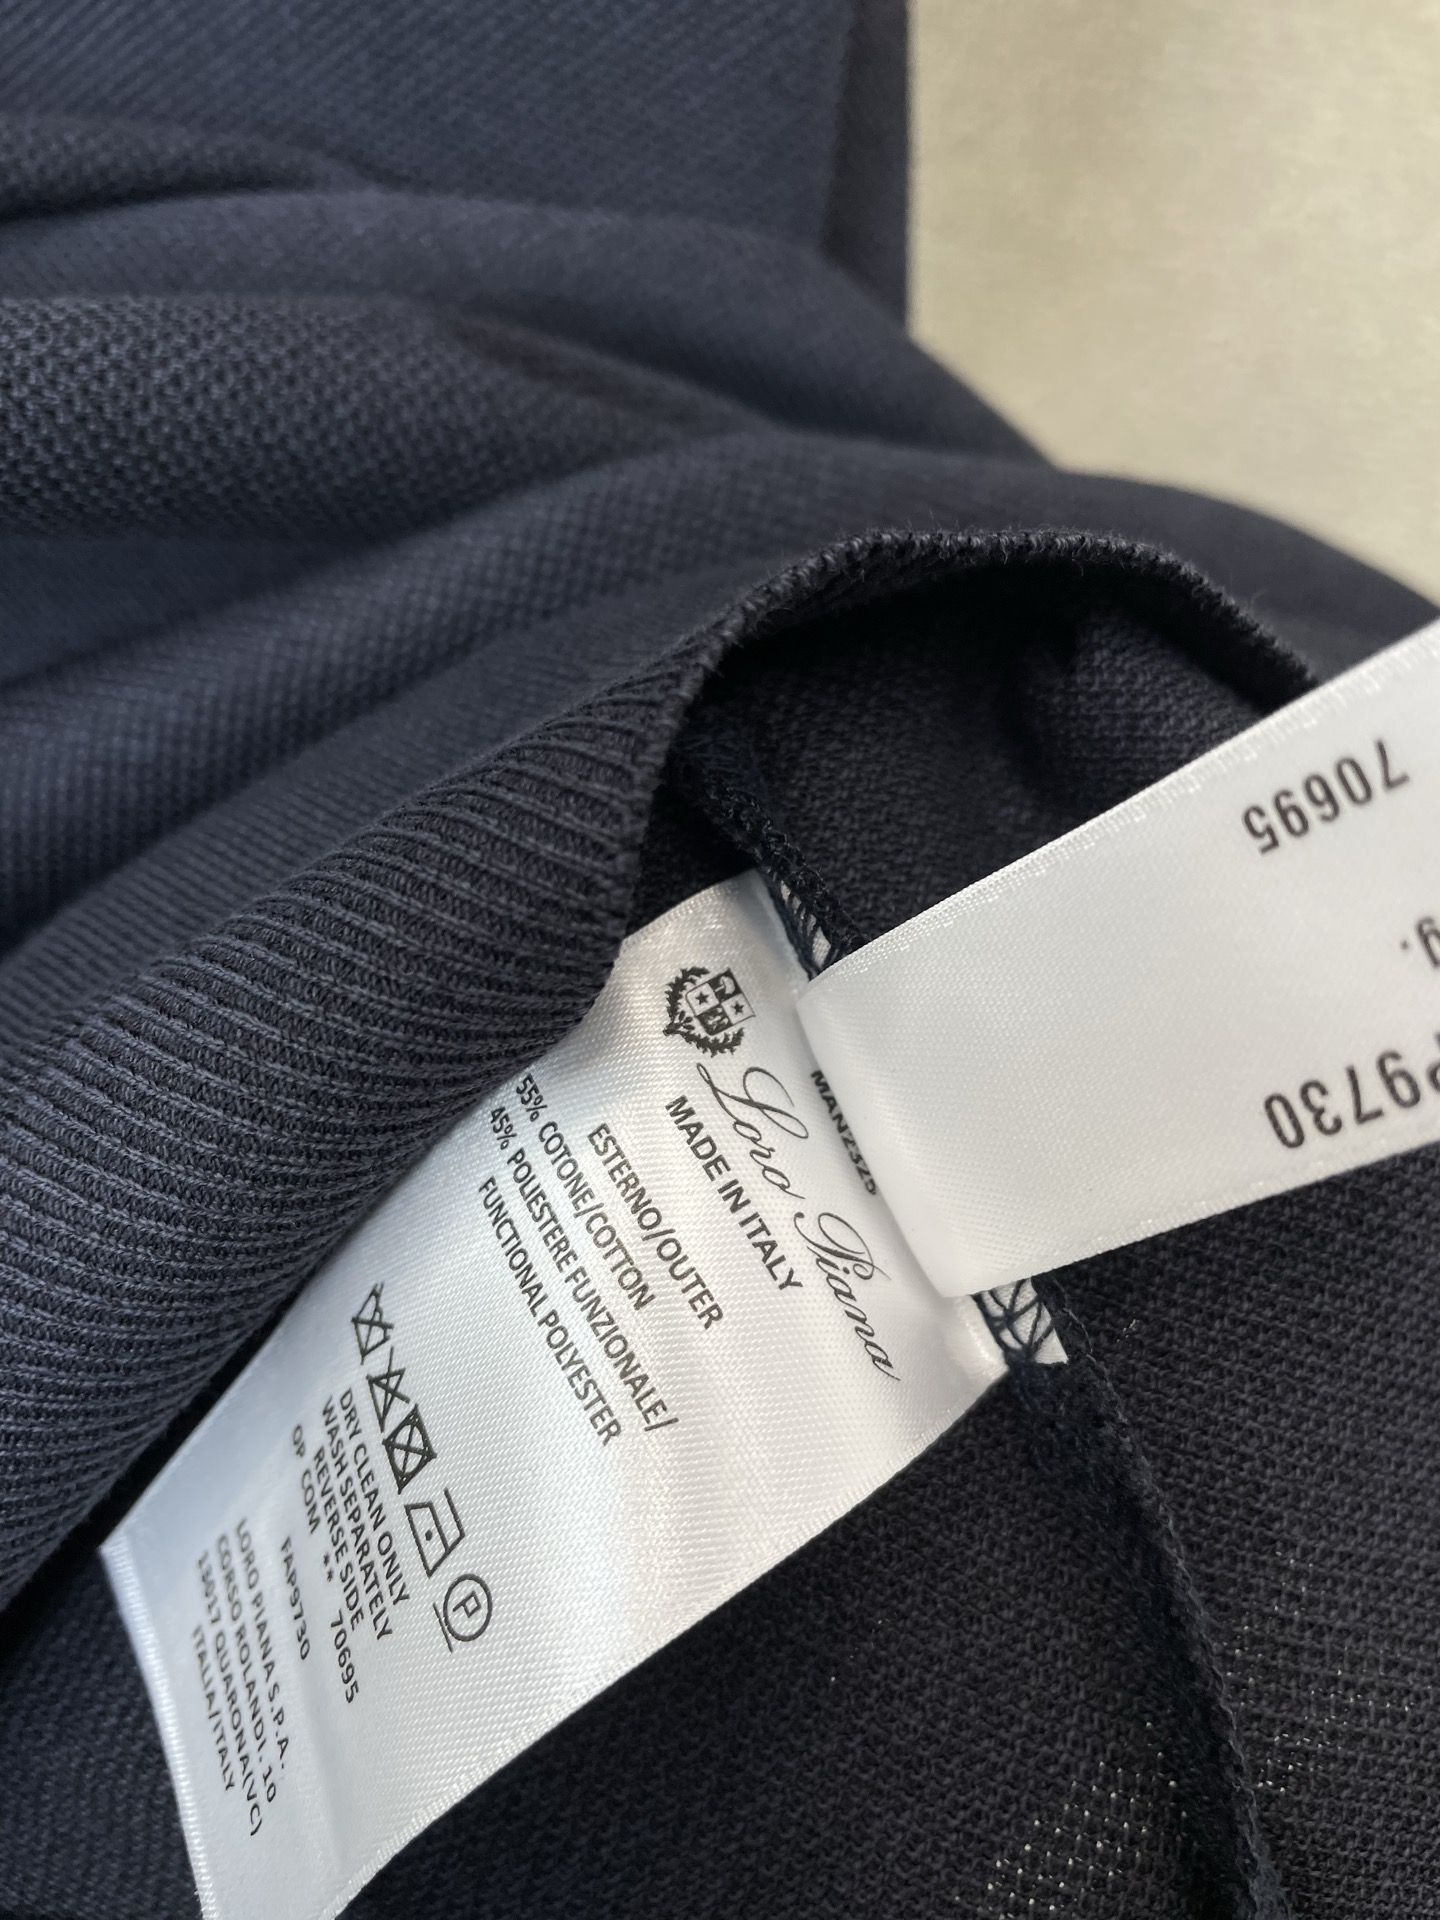 Loro Piana
MADE IN ITALY
ESTERNO/OUTER
55% COTONE/COTTON
45% POLIESTERE FUNZIONALE/
FUNCTIONAL POLYESTER
P
DRY CLEAN ONLY
WASH SEPARATELY
REVERSE SIDE
QP COM ** 70695
FAP9730
LORO PIANA S.P.A.
CORSO ROLANDI, 10
13017 QUARONA(VC)
ITALIA/ITALY
MAN2325
70695
g.
P9730